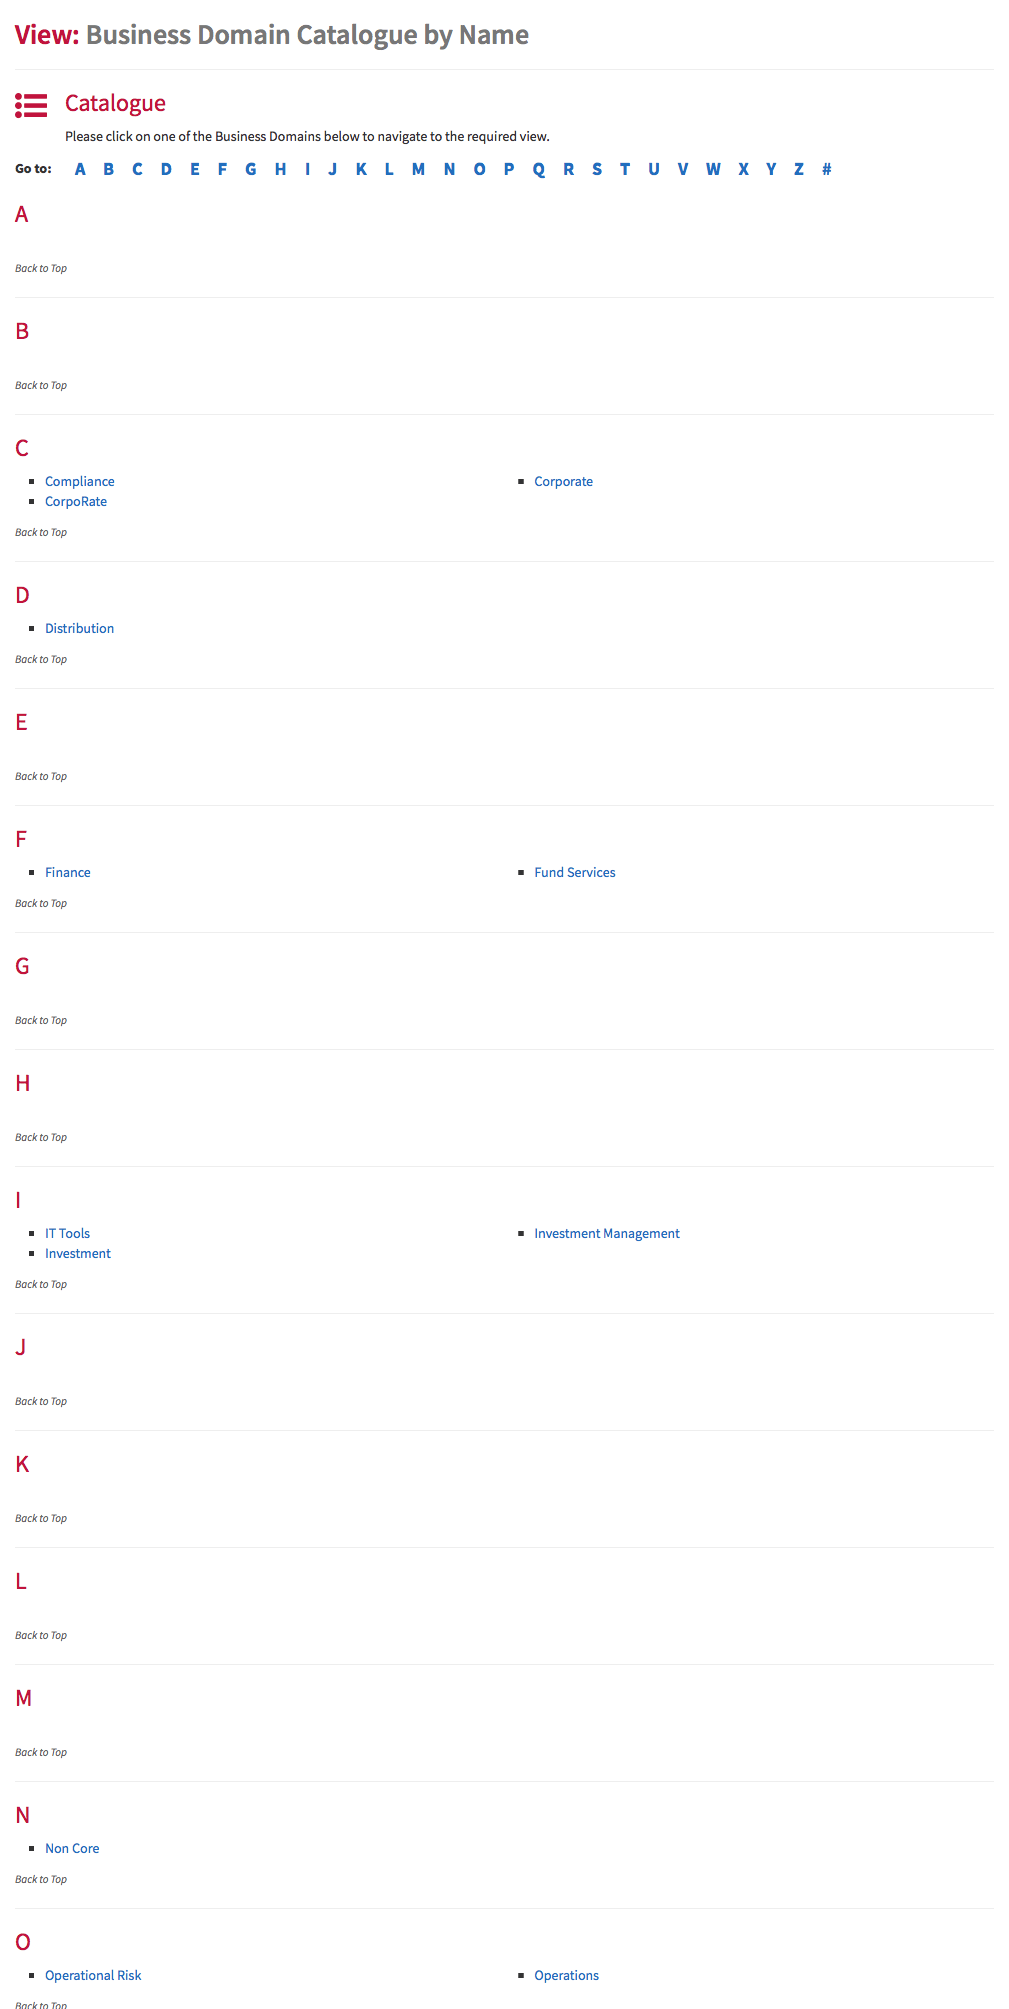 View: Business Domain Catalogue by Name
Catalogue
Please click on one of the Business Domains below to navigate to the required view.
Go to: A B C D E F G H I J K L M N O P Q R S T U V W X Y Z #
A
Back to Top
B
Back to Top
C
Compliance Corporate
CorpoRate
Back to Top
D
Distribution
Back to Top
E
Back to Top
F
Finance Fund Services
Back to Top
G
Back to Top
H
Back to Top
I
IT Tools Investment Management
Investment
Back to Top
J
Back to Top
K
Back to Top
L
Back to Top
M
Back to Top
N
Non Core
Back to Top
O
Operational Risk Operations
Back to Top